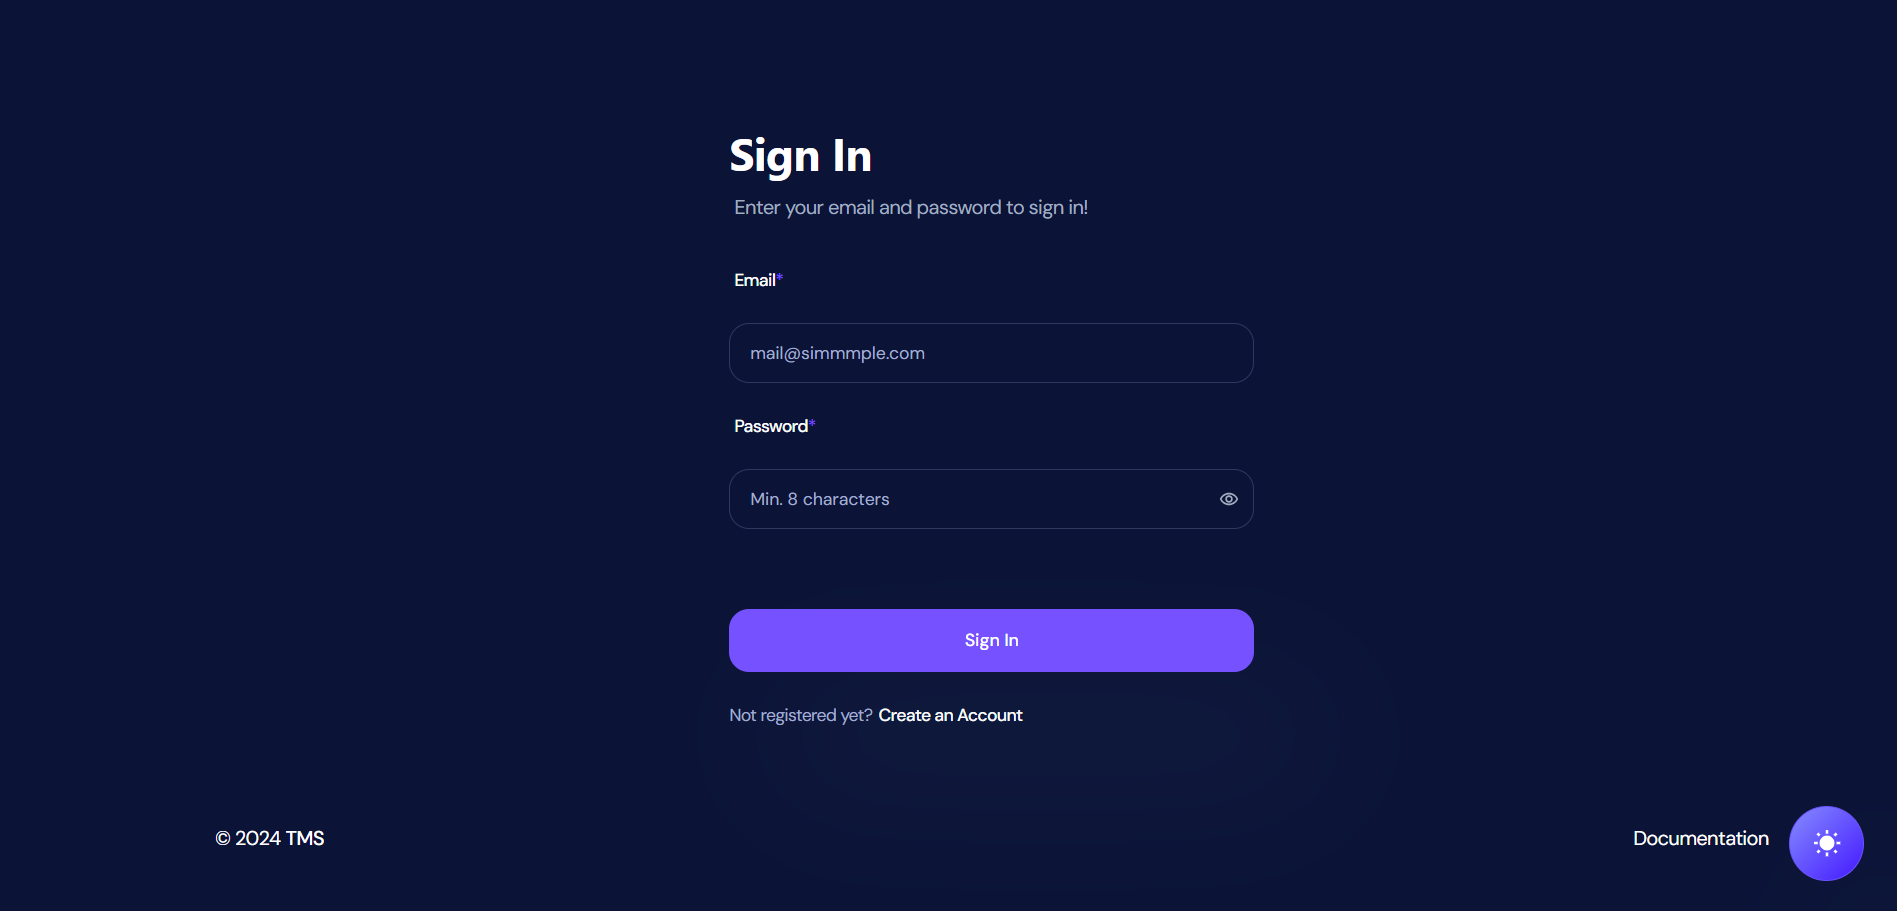 Sign In
Enter your email and password to sign in!
Email*
mail@simmmple.com
Password*
Min. 8 characters
Sign In
Not registered yet? Create an Account
© 2024 TMS
Documentation